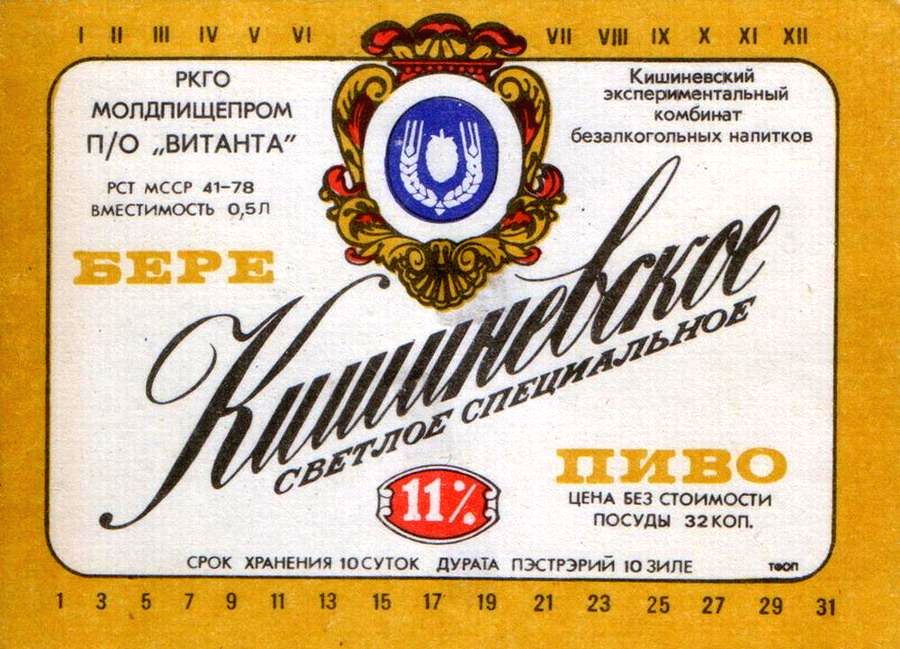 I II III IV V VI VII VIII IX X XI XII
РКГО
МОЛДПИЩЕПРОМ
П/О „ВИТАНТА"
РСТ МССР 41-78
ВМЕСТИМОСТЬ 0,5Л
Кишиневский
экспериментальный
комбинат
безалкогольных напитков
БЕРЕ
Кишиневское
СВЕТЛОЕ СПЕЦИАЛЬНОЕ
11%
ПИВО
ЦЕНА БЕЗ СТОИМОСТИ
ПОСУДЫ 32 КОП.
СРОК ХРАНЕНИЯ 10 СУТОК ДУРАТА ПЭСТРЭРИЙ 10 ЗИЛЕ
ТФОП
1 3 5 7 9 11 13 15 17 19 21 23 25 27 29 31